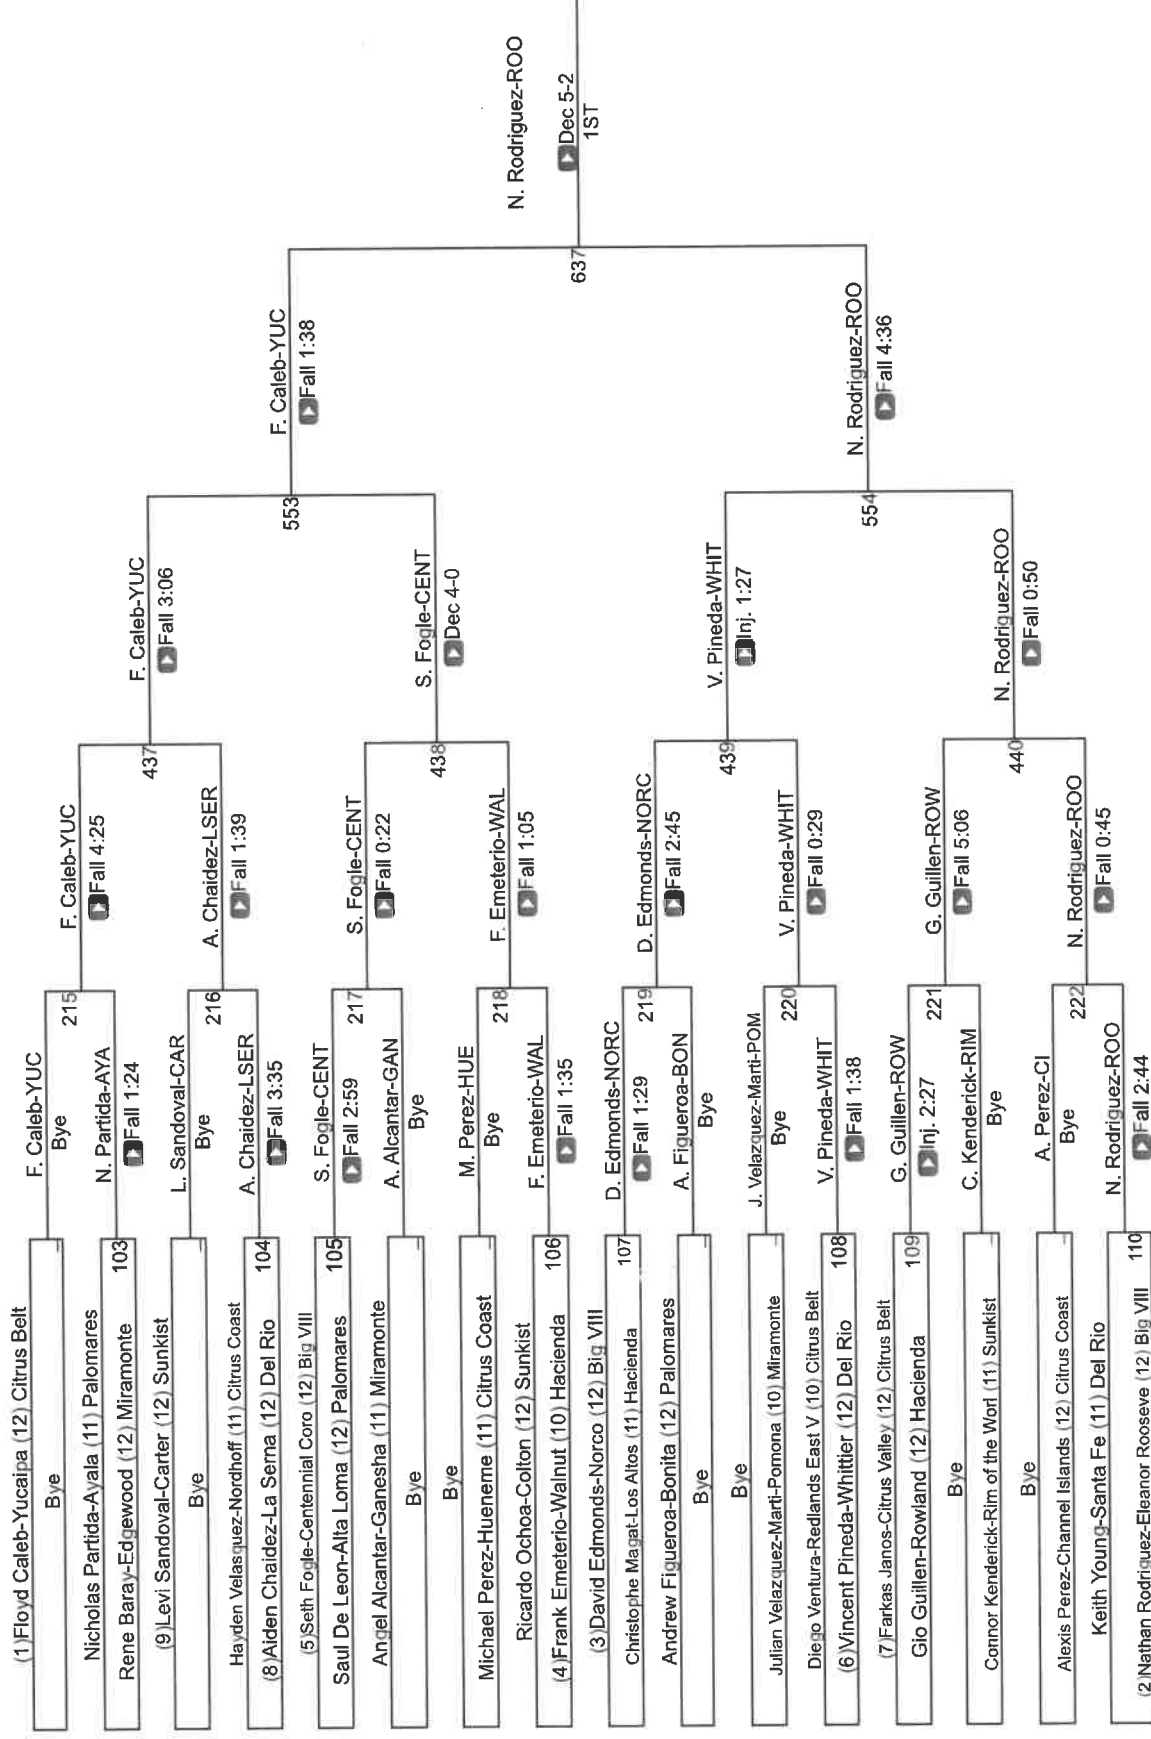 (1)Floyd Caleb-Yucaipa (12) Citrus Belt
Bye
Nicholas Partida-Ayala (11) Palomares
Rene Baray-Edgewood (12) Miramonte
103
(9)Levi Sandoval-Carter (12) Sunkist
Bye
Hayden Velasquez-Nordhoff (11) Citrus Coast
(8)Aiden Chaidez-La Serna (12) Del Rio
104
(5)Seth Fogle-Centennial Coro (12) Big VIII
Saul De Leon-Alta Loma (12) Palomares
105
Angel Alcantar-Ganesha (11) Miramonte
Bye
Bye
Michael Perez-Hueneme (11) Citrus Coast
Ricardo Ochoa-Colton (12) Sunkist
(4)Frank Emeterio-Walnut (10) Hacienda
106
(3)David Edmonds-Norco (12) Big VIII
Christophe Magat-Los Altos (11) Hacienda
107
Andrew Figueroa-Bonita (12) Palomares
Bye
Bye
Julian Velazquez-Marti-Pomona (10) Miramonte
Diego Ventura-Redlands East V (10) Citrus Belt
(6)Vincent Pineda-Whittier (12) Del Rio
108
(7)Farkas Janos-Citrus Valley (12) Citrus Belt
Gio Guillen-Rowland (12) Hacienda
109
Bye
Connor Kenderick-Rim of the Worl (11) Sunkist
Bye
Alexis Perez-Channel Islands (12) Citrus Coast
Keith Young-Santa Fe (11) Del Rio
(2)Nathan Rodriguez-Eleanor Rooseve (12) Big VIII
110
F. Caleb-YUC
Bye
215
N. Partida-AYA
Fall 1:24
L. Sandoval-CAR
Bye
216
A. Chaidez-LSER
Fall 3:35
S. Fogle-CENT
Fall 2:59
217
A. Alcantar-GAN
Bye
M. Perez-HUE
Bye
218
F. Emeterio-WAL
Fall 1:35
D. Edmonds-NORC
Fall 1:29
219
A. Figueroa-BON
Bye
J. Velazquez-Marti-POM
Bye
220
V. Pineda-WHIT
Fall 1:38
G. Guillen-ROW
Inj. 2:27
221
C. Kenderick-RIM
Bye
A. Perez-CI
Bye
222
N. Rodriguez-ROO
Fall 2:44
F. Caleb-YUC
Fall 4:25
437
A. Chaidez-LSER
Fall 1:39
S. Fogle-CENT
Fall 0:22
438
F. Emeterio-WAL
Fall 1:05
D. Edmonds-NORC
Fall 2:45
439
V. Pineda-WHIT
Fall 0:29
G. Guillen-ROW
Fall 5:06
440
N. Rodriguez-ROO
Fall 0:45
F. Caleb-YUC
Fall 3:06
553
S. Fogle-CENT
Dec 4-0
V. Pineda-WHIT
Inj. 1:27
554
N. Rodriguez-ROO
Fall 0:50
F. Caleb-YUC
Fall 1:38
637
N. Rodriguez-ROO
Fall 4:36
N. Rodriguez-ROO
Dec 5-2
1ST